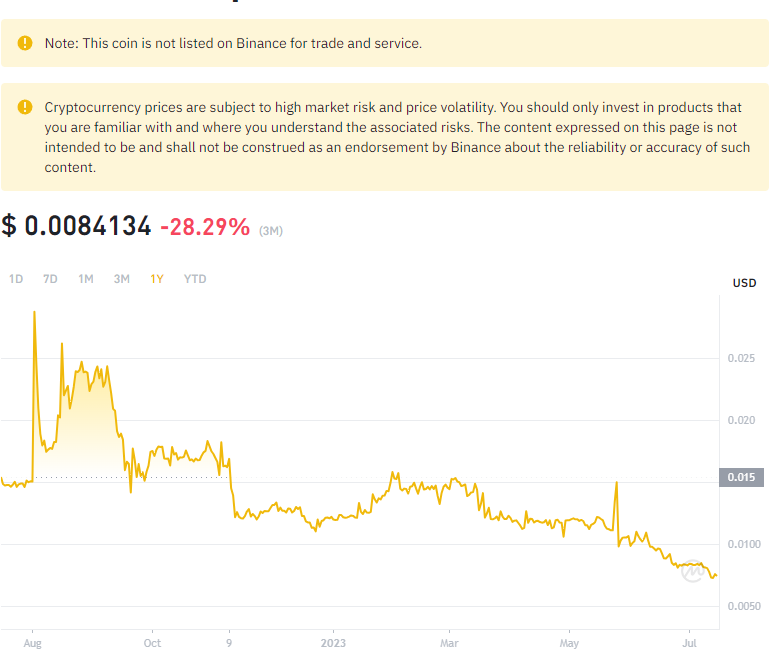 Note: This coin is not listed on Binance for trade and service.
Cryptocurrency prices are subject to high market risk and price volatility. You should only invest in products that
you are familiar with and where you understand the associated risks. The content expressed on this page is not
intended to be and shall not be construed as an endorsement by Binance about the reliability or accuracy of such
content.
$ 0.0084134 -28.29% (3M)
1D 7D 1M 3M 1Y YTD
USD
0.025
0.020
0.015
0.0100
0.0050
Aug Oct 9 2023 Mar May Jul